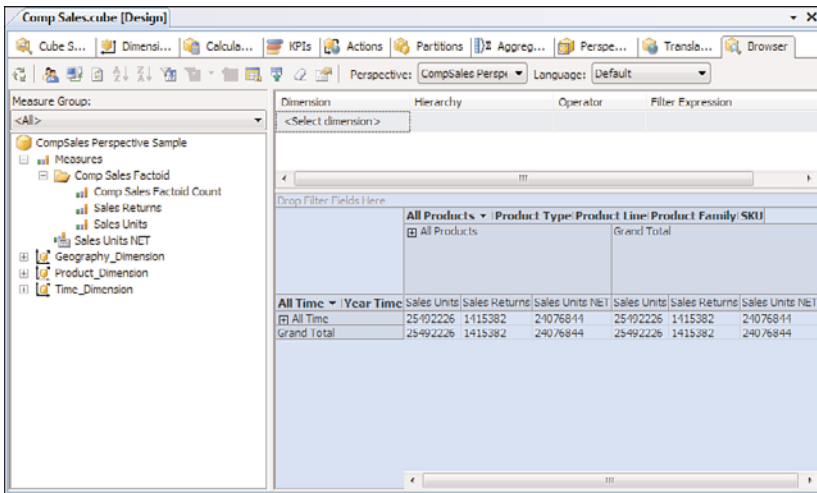 Comp Sales.cube [Design]
Cube S... Dimensi... Calcula... KPIs Actions Partitions Aggreg... Perspe... Transla... Browser
Perspective: CompSales Perspe Language: Default
Measure Group:
<All>
CompSales Perspective Sample
Measures
Comp Sales Factoid
Comp Sales Factoid Count
Sales Returns
Sales Units
Sales Units NET
Geography_Dimension
Product_Dimension
Time_Dimension
Dimension Hierarchy Operator Filter Expression
<Select dimension>
Drop Filter Fields Here
All Products Product Type Product Line Product Family SKU
All Products Grand Total
All Time Year Time Sales Units Sales Returns Sales Units NET Sales Units Sales Returns Sales Units NET
All Time 25492226 1415382 24076844 25492226 1415382 24076844
Grand Total 25492226 1415382 24076844 25492226 1415382 24076844